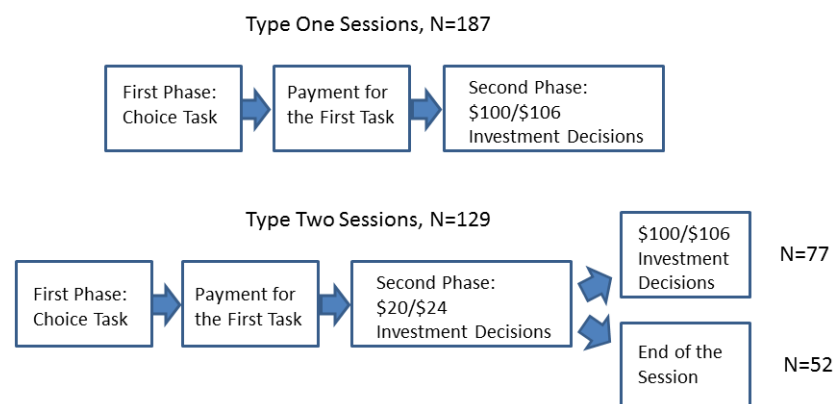 Type One Sessions, N=187
First Phase:
Choice Task
Payment for
the First Task
Second Phase:
$100/$106
Investment Decisions
Type Two Sessions, N=129
First Phase:
Choice Task
Payment for
the First Task
Second Phase:
$20/$24
Investment Decisions
$100/$106
Investment
Decisions
N=77
End of the
Session
N=52